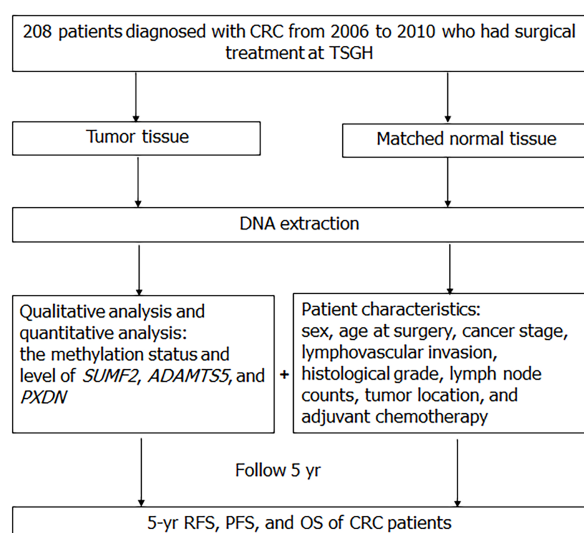 208 patients diagnosed with CRC from 2006 to 2010 who had surgical
treatment at TSGH
Tumor tissue
Matched normal tissue
DNA extraction
Qualitative analysis and
quantitative analysis:
the methylation status and
level of SUMF2, ADAMTS5, and
PXDN
+
Patient characteristics:
sex, age at surgery, cancer stage,
lymphovascular invasion,
histological grade, lymph node
counts, tumor location, and
adjuvant chemotherapy
Follow 5 yr
5-yr RFS, PFS, and OS of CRC patients